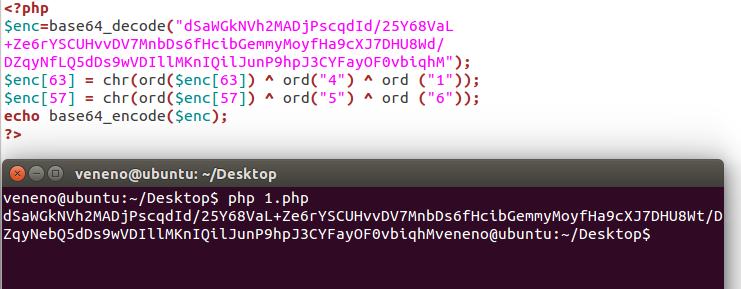 <?php
$enc=base64_decode("dSaWGkNVh2MADjPscqdId/25Y68VaL
+Ze6rYSCUHvvDV7MnbDs6fHcibGemmyMoyfHa9cXJ7DHU8Wd/
DZqyNfLQ5dDs9wVDIllMKnIQilJunP9hpJ3CYFayOF0vbiqhM");
$enc[63] = chr(ord($enc[63]) ^ ord("4") ^ ord ("1"));
$enc[57] = chr(ord($enc[57]) ^ ord("5") ^ ord ("6"));
echo base64_encode($enc);
?>
veneno@ubuntu: ~/Desktop
veneno@ubuntu:~/Desktop$ php 1.php
dSaWGkNVh2MADjPscqdId/25Y68VaL+Ze6rYSCUHvvDV7MnbDs6fHcibGemmyMoyfHa9cXJ7DHU8Wt/D
ZqyNebQ5dDs9wVDIllMKnIQilJunP9hpJ3CYFayOF0vbiqhMveneno@ubuntu:~/Desktop$